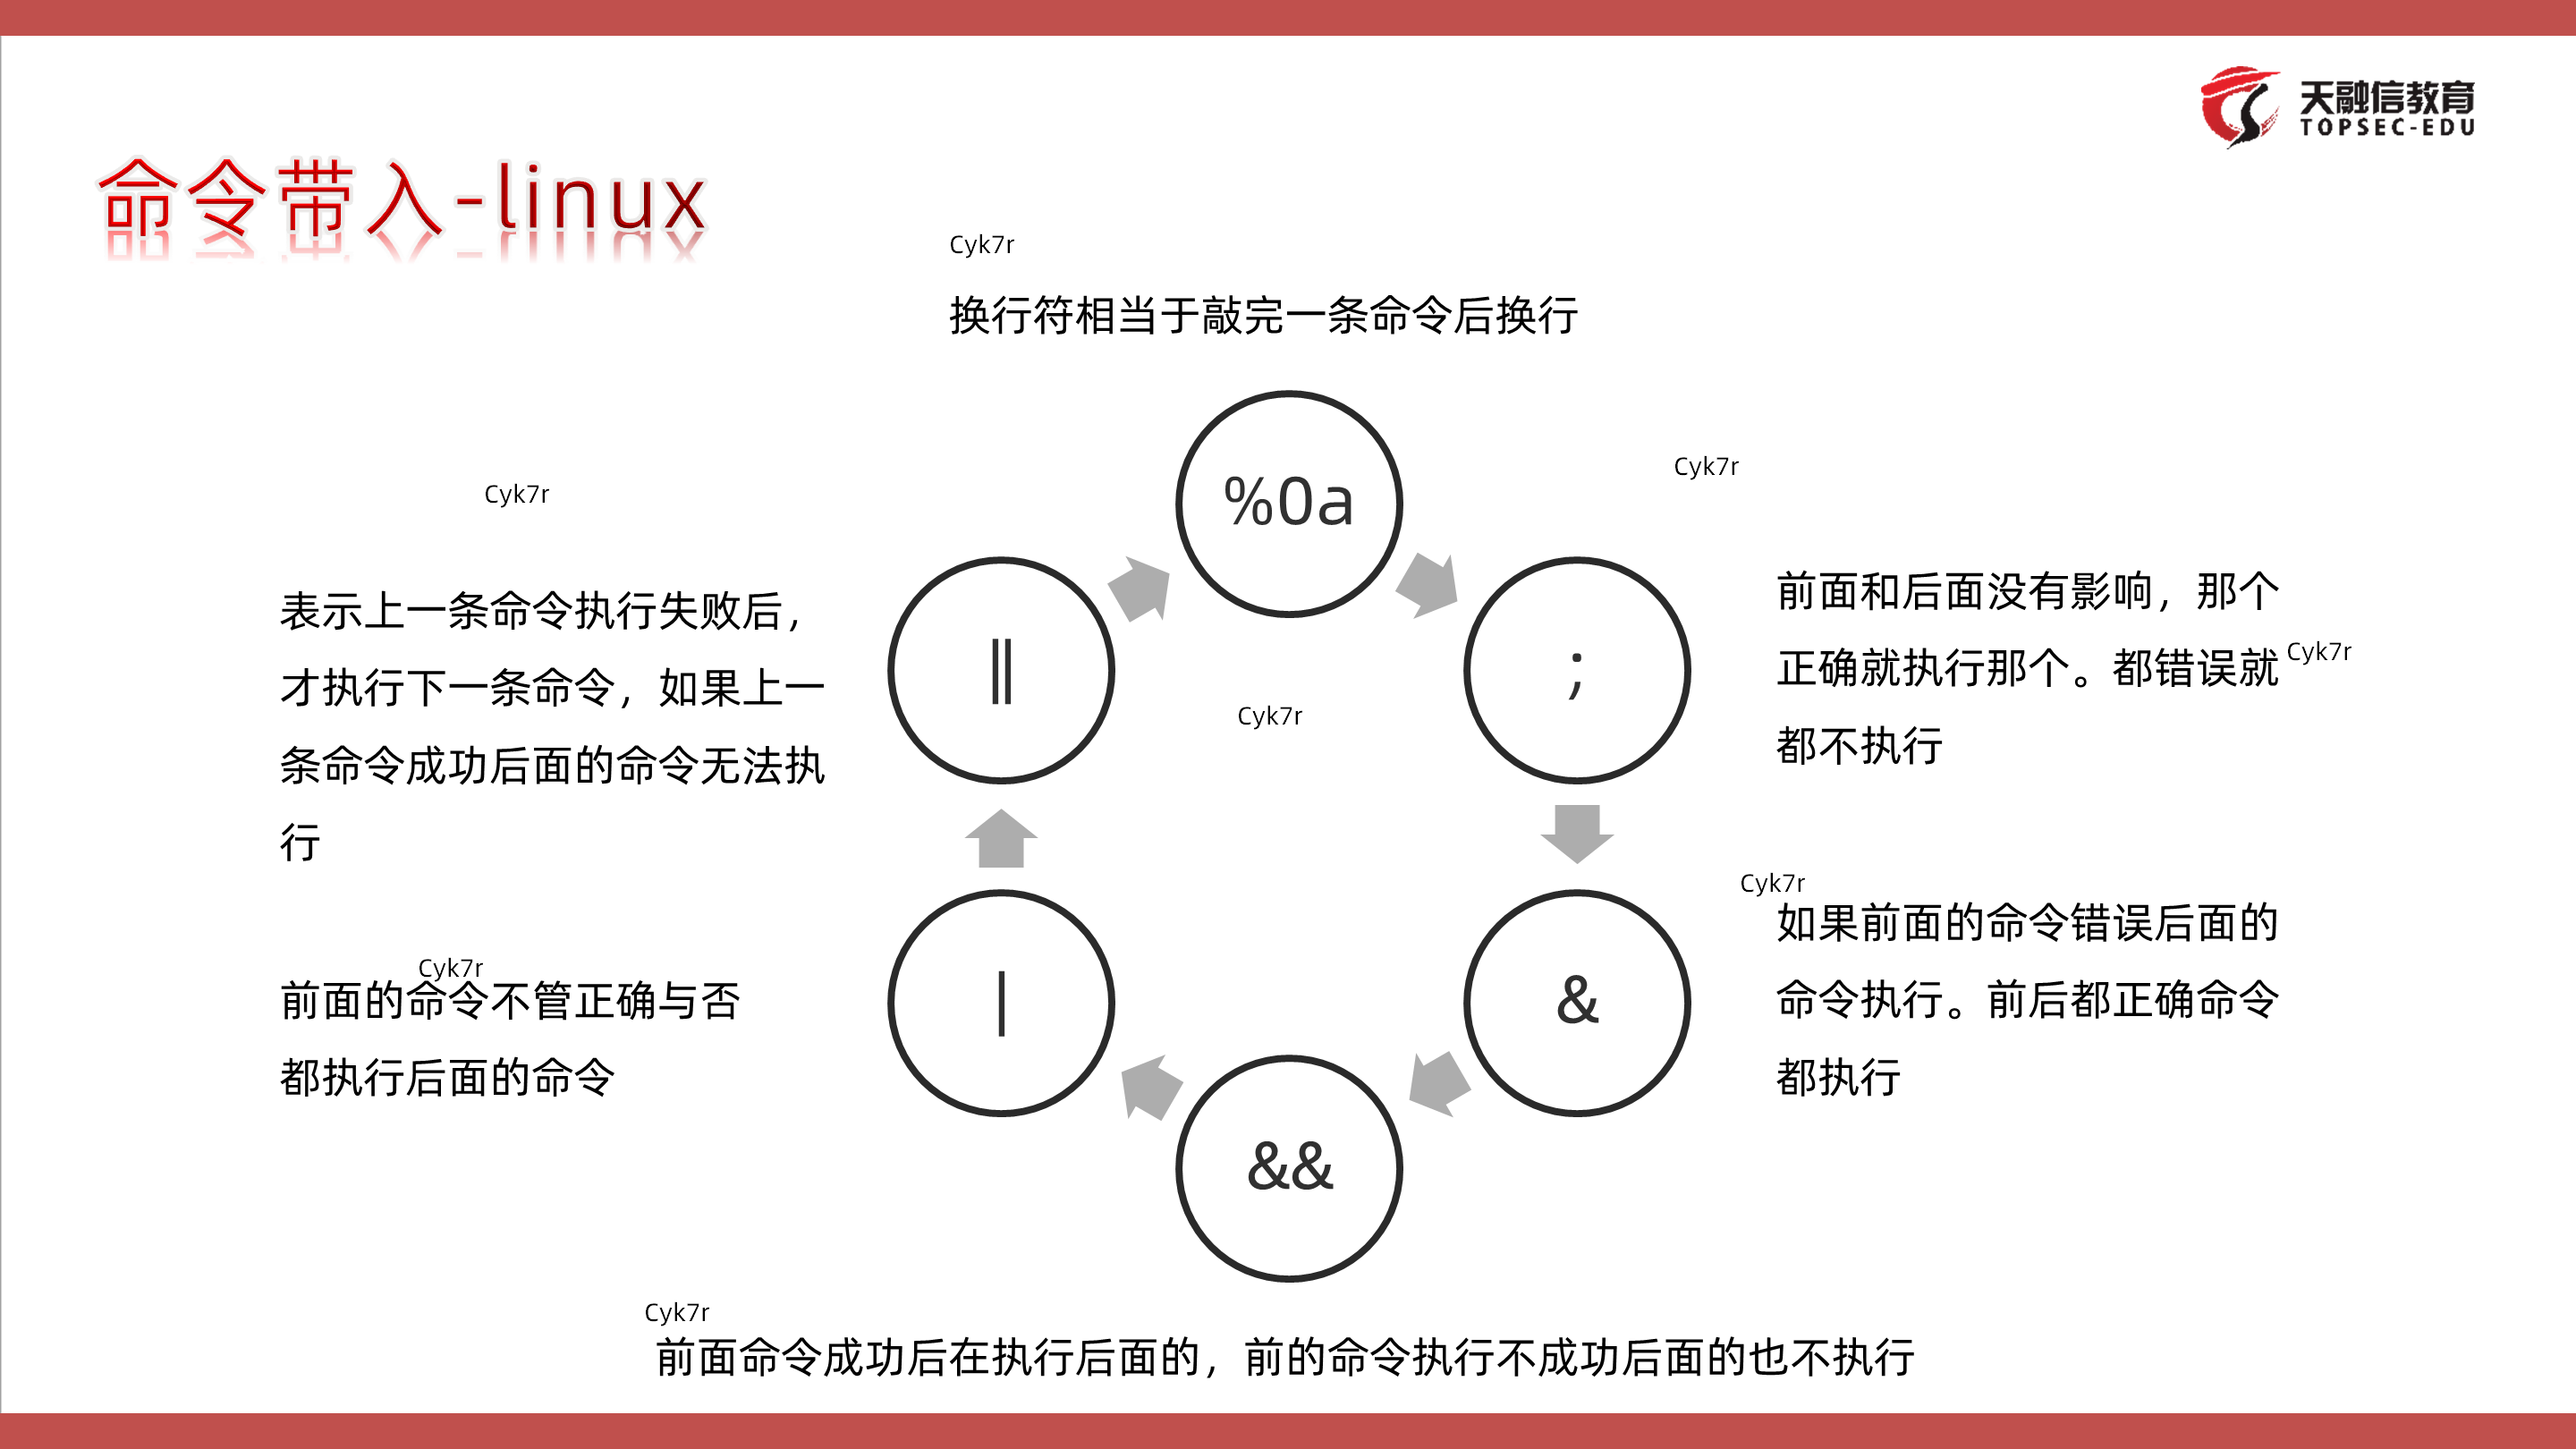 天融信教育
TOPSEC-EDU
命令带入-linux
Cyk7r
换行符相当于敲完一条命令后换行
%0a
Cyk7r
Cyk7r
表示上一条命令执行失败后，
才执行下一条命令，如果上一
条命令成功后面的命令无法执
行
||
;
前面和后面没有影响，那个
正确就执行那个。都错误就
都不执行
Cyk7r
Cyk7r
Cyk7r
如果前面的命令错误后面的
命令执行。前后都正确命令
都执行
Cyk7r
前面的命令不管正确与否
都执行后面的命令
|
&
&&
Cyk7r
前面命令成功后在执行后面的，前的命令执行不成功后面的也不执行